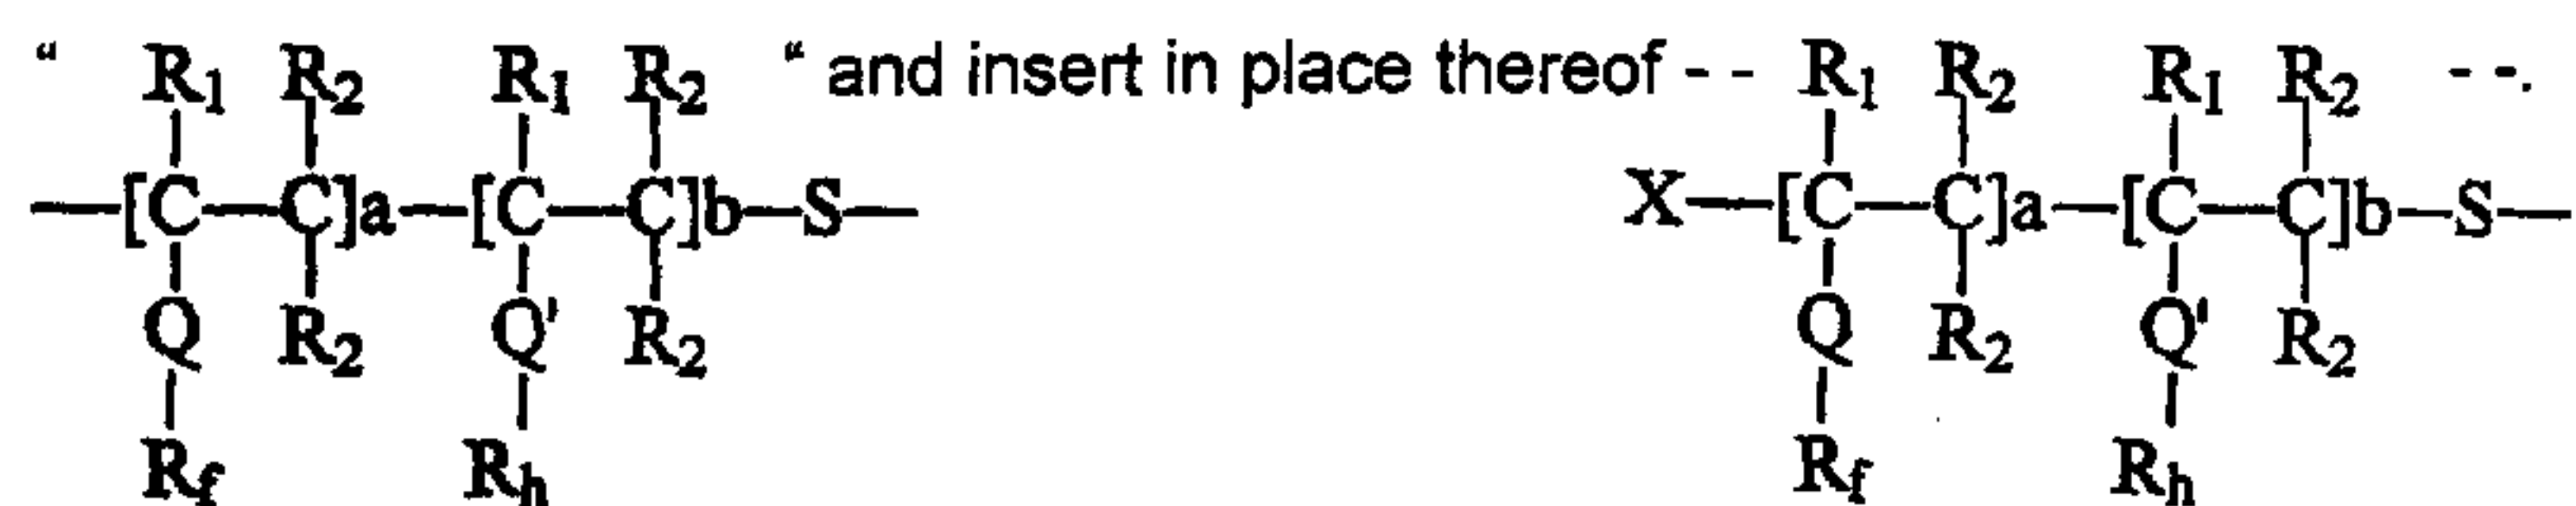 “ R1 R2 R1 R2 “ and insert in place thereof - - R1 R2 R1 R2 - -.
—[C—C]a—[C—C]b—S— X—[C—C]a—[C—C]b—S—
Q R2 Q' R2 Q R2 Q' R2
Rf Rh Rf Rh